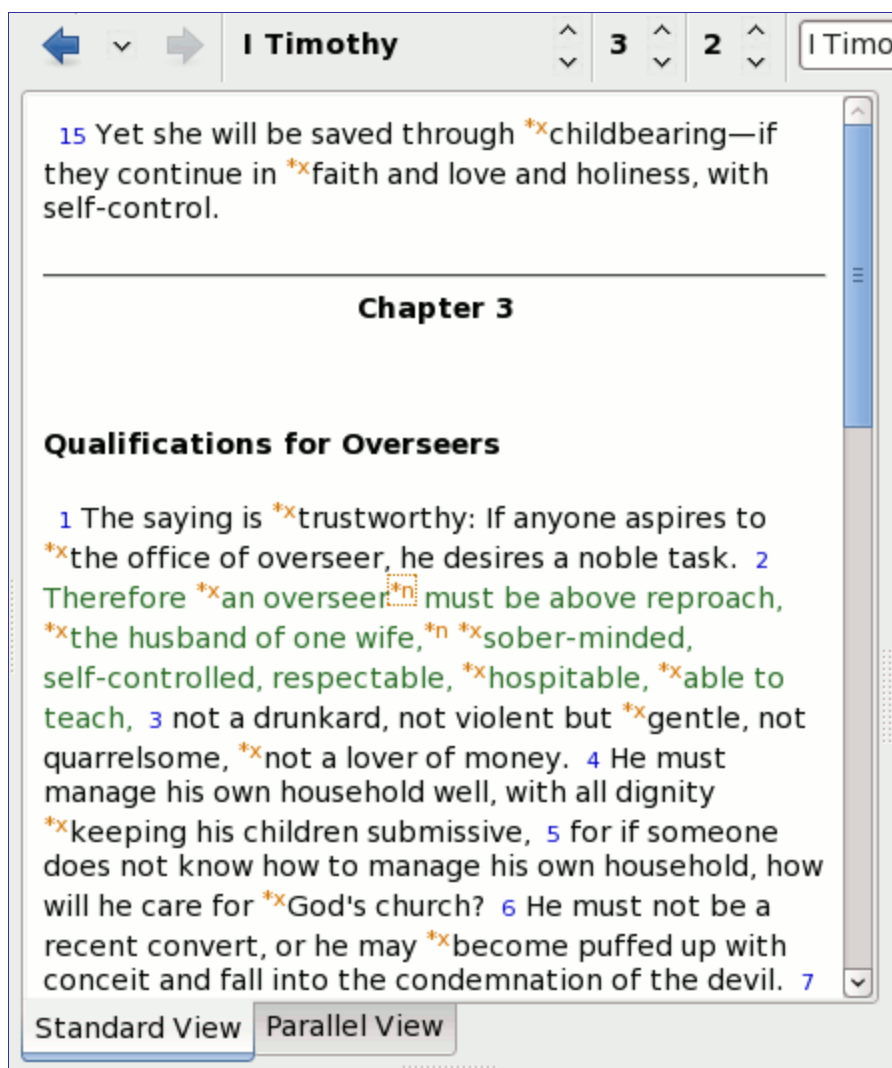 I Timothy 3 2 I Timo
15 Yet she will be saved through *xchildbearing—if
they continue in *xfaith and love and holiness, with
self-control.
Chapter 3
Qualifications for Overseers
1 The saying is *xtrustworthy: If anyone aspires to
*xthe office of overseer, he desires a noble task. 2
Therefore *xan overseer*n must be above reproach,
*xthe husband of one wife,*n *xsober-minded,
self-controlled, respectable, *xhospitable, *xable to
teach, 3 not a drunkard, not violent but *xgentle, not
quarrelsome, *xnot a lover of money. 4 He must
manage his own household well, with all dignity
*xkeeping his children submissive, 5 for if someone
does not know how to manage his own household, how
will he care for *xGod's church? 6 He must not be a
recent convert, or he may *xbecome puffed up with
conceit and fall into the condemnation of the devil. 7
Standard View Parallel View